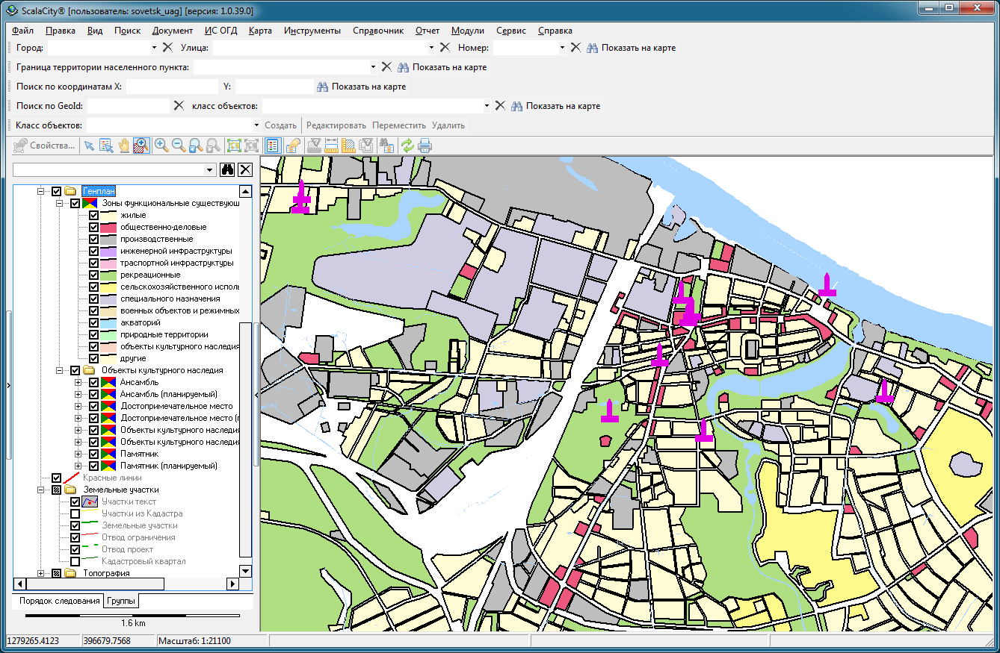 ScalaCity® [пользователь: sovetsk_uag] [версия: 1.0.39.0]
Файл Правка Вид Поиск Документ ИС ОГД Карта Инструменты Справочник Отчет Модули Сервис Справка
Город: Улица: Номер: Показать на карте
Граница территории населенного пункта: Показать на карте
Поиск по координатам X: Y: Показать на карте
Поиск по GeoId: класс объектов: Показать на карте
Класс объектов: Создать Редактировать Переместить Удалить
Свойства...
Генплан
Зоны функциональные существующ
жилые
общественно-деловые
производственные
инженерной инфраструктуры
траспортной инфраструктуры
рекреационные
сельскохозяйственного исполь
специального назначения
военных объектов и режимных
акваторий
природные территории
объекты культурного наследия
другие
Объекты культурного наследия
Ансамбль
Ансамбль (планируемый)
Достопримечательное место
Достопримечательное место (п
Объекты культурного наследия
Объекты культурного наследия
Памятник
Памятник (планируемый)
Красные линии
Земельные участки
Участки текст
Участки из Кадастра
Земельные участки
Отвод ограничения
Отвод проект
Кадастровый квартал
Топография
Порядок следования Группы
1.6 km
1279265.4123 396679.7568 Масштаб: 1:21100